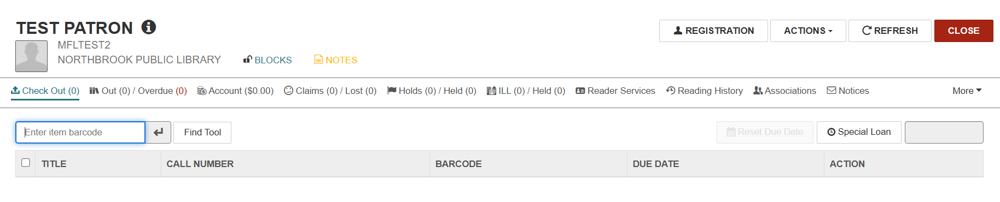 TEST PATRON
MFLTEST2
NORTHBROOK PUBLIC LIBRARY
BLOCKS
NOTES
REGISTRATION
ACTIONS
REFRESH
CLOSE
Check Out (0) Out (0) / Overdue (0) Account ($0.00) Claims (0) / Lost (0) Holds (0) / Held (0) ILL (0) / Held (0) Reader Services Reading History Associations Notices More
Enter item barcode Find Tool Reset Due Date Special Loan
TITLE CALL NUMBER BARCODE DUE DATE ACTION